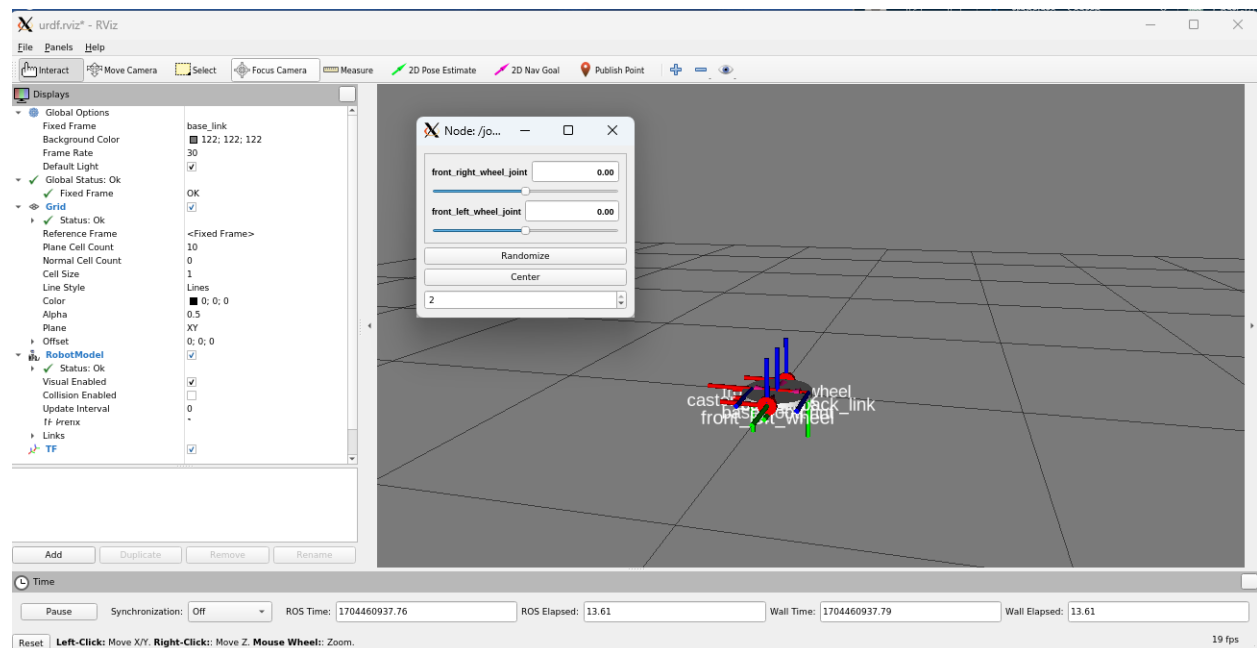 urdf.rviz* - RViz
File Panels Help
Interact Move Camera Select Focus Camera Measure 2D Pose Estimate 2D Nav Goal Publish Point
Displays
Global Options
Fixed Frame base_link
Background Color 122; 122; 122
Frame Rate 30
Default Light
Global Status: Ok
Fixed Frame OK
Grid
Status: Ok
Reference Frame <Fixed Frame>
Plane Cell Count 10
Normal Cell Count 0
Cell Size 1
Line Style Lines
Color 0; 0; 0
Alpha 0.5
Plane XY
Offset 0; 0; 0
RobotModel
Status: Ok
Visual Enabled
Collision Enabled
Update Interval 0
TF Prefix
Links
TF
Add Duplicate Remove Rename
Node: /jo...
front_right_wheel_joint 0.00
front_left_wheel_joint 0.00
Randomize
Center
2
front_left_wheel
Time
Pause Synchronization: Off ROS Time: 1704460937.76 ROS Elapsed: 13.61 Wall Time: 1704460937.79 Wall Elapsed: 13.61
Reset Left-Click: Move X/Y. Right-Click:: Move Z. Mouse Wheel:: Zoom. 19 fps